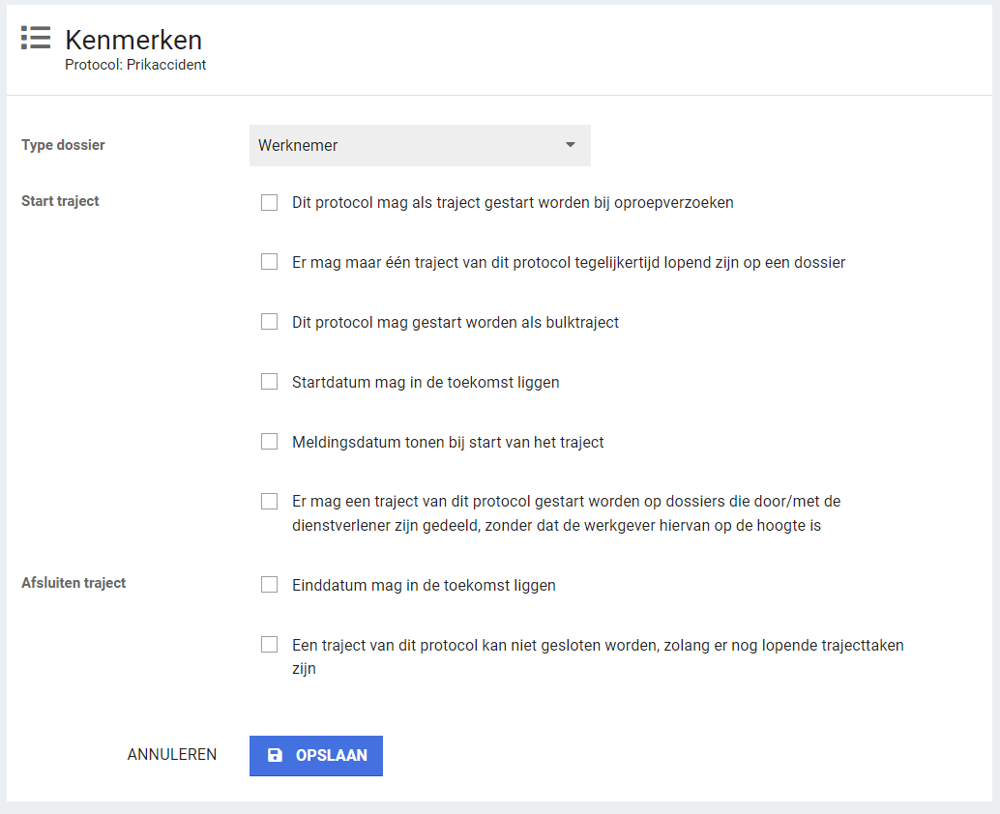 Kenmerken
Protocol: Prikaccident
Type dossier
Werknemer
Start traject
Dit protocol mag als traject gestart worden bij oproepverzoeken
Er mag maar één traject van dit protocol tegelijkertijd lopend zijn op een dossier
Dit protocol mag gestart worden als bulktraject
Startdatum mag in de toekomst liggen
Meldingsdatum tonen bij start van het traject
Er mag een traject van dit protocol gestart worden op dossiers die door/met de
dienstverlener zijn gedeeld, zonder dat de werkgever hiervan op de hoogte is
Afsluiten traject
Einddatum mag in de toekomst liggen
Een traject van dit protocol kan niet gesloten worden, zolang er nog lopende trajecttaken
zijn
ANNULEREN
OPSLAAN